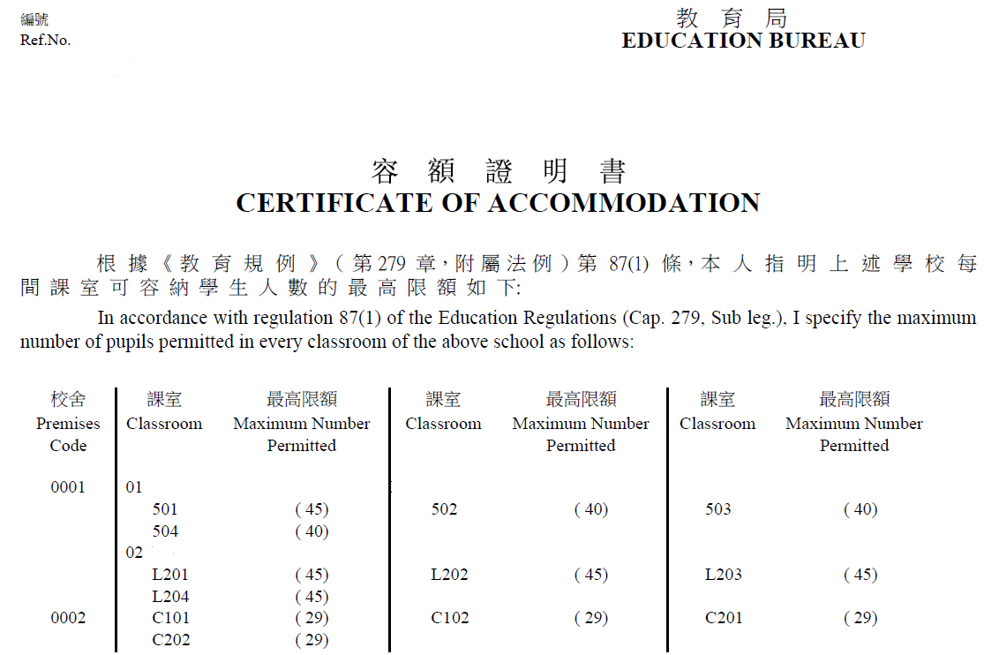 編號
Ref.No.
教 育 局
EDUCATION BUREAU
容 額 證 明 書
CERTIFICATE OF ACCOMMODATION
根 據 《 教 育 規 例 》 ( 第 279 章，附 屬 法 例 ) 第 87(1) 條，本 人 指 明 上 述 學 校 每
間 課 室 可 容 納 學 生 人 數 的 最 高 限 額 如 下:
In accordance with regulation 87(1) of the Education Regulations (Cap. 279, Sub leg.), I specify the maximum
number of pupils permitted in every classroom of the above school as follows:
校舍 課室 最高限額 課室 最高限額 課室 最高限額
Premises Classroom Maximum Number Classroom Maximum Number Classroom Maximum Number
Code Permitted Permitted Permitted
0001 01
501 ( 45) 502 ( 40) 503 ( 40)
504 ( 40)
02
L201 ( 45) L202 ( 45) L203 ( 45)
L204 ( 45)
0002 C101 ( 29) C102 ( 29) C201 ( 29)
C202 ( 29)